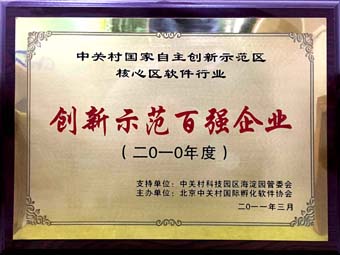 中关村国家自主创新示范区
核心区软件行业
创新示范百强企业
（二〇一〇年度）
支持单位：中关村科技园区海淀园管委会
主办单位：北京中关村国际孵化软件协会
二〇一一年三月